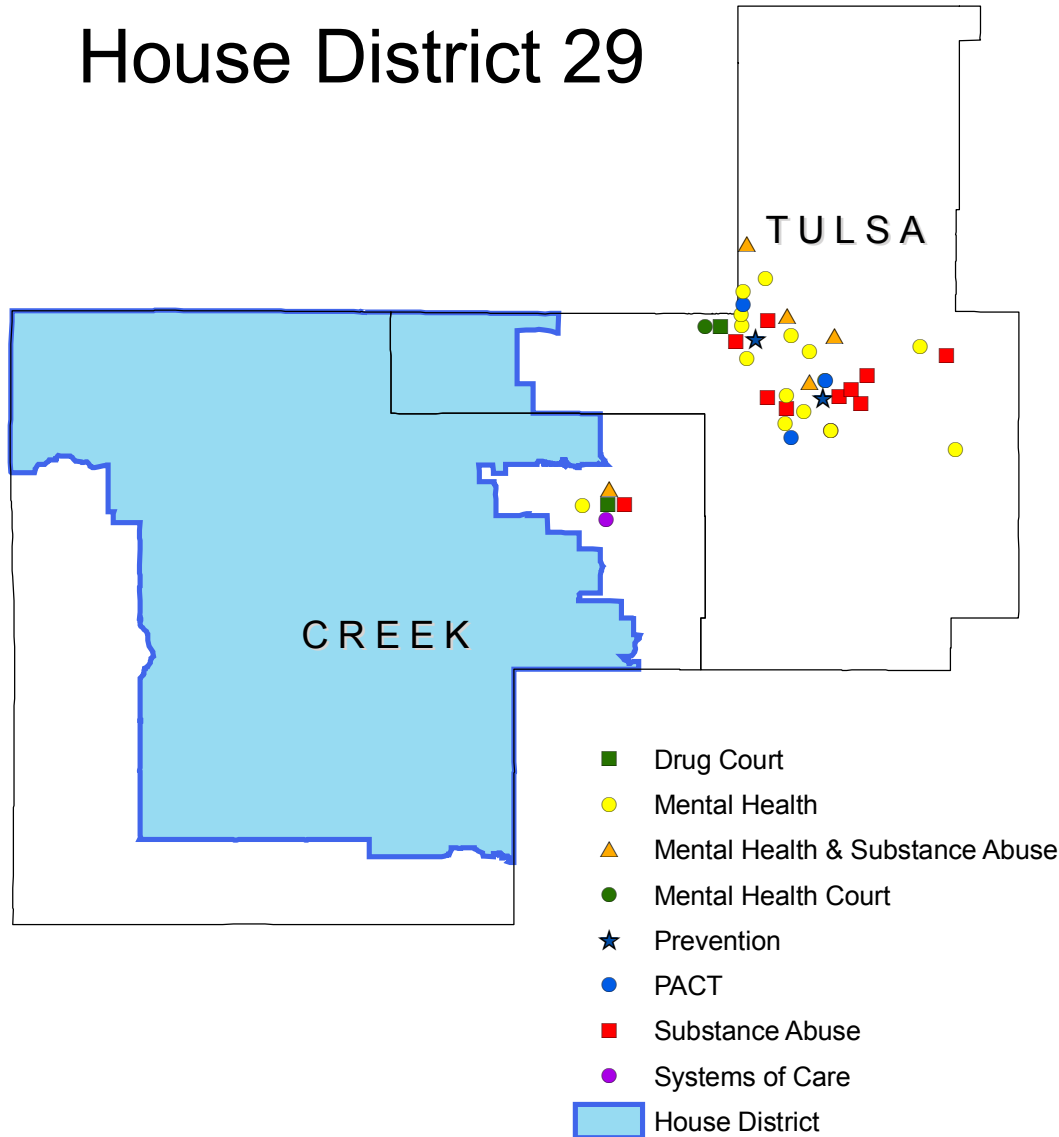 House District 29
TULSA
CREEK
Drug Court
Mental Health
Mental Health & Substance Abuse
Mental Health Court
Prevention
PACT
Substance Abuse
Systems of Care
House District